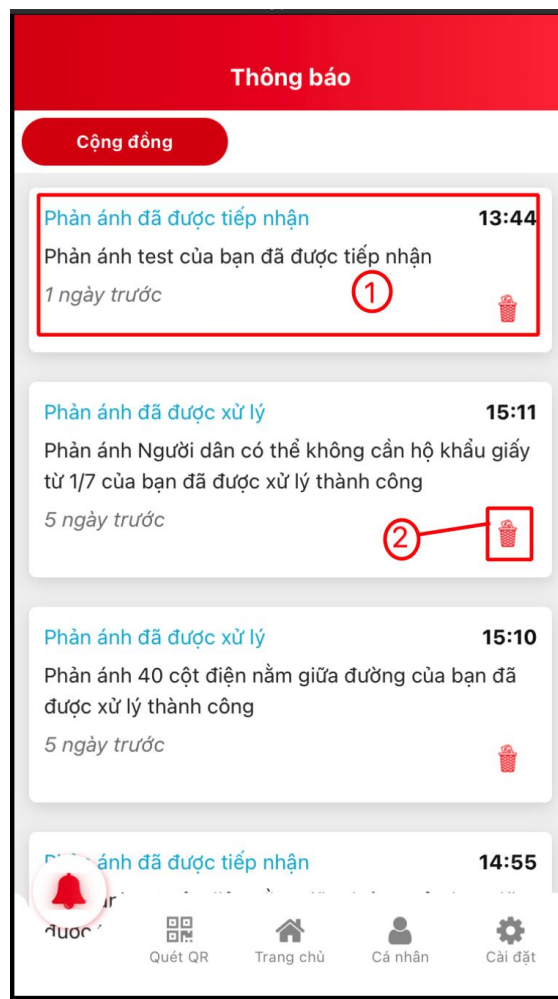 Thông báo
Cộng đồng
Phản ánh đã được tiếp nhận 13:44
Phản ánh test của bạn đã được tiếp nhận
1 ngày trước
1
Phản ánh đã được xử lý 15:11
Phản ánh Người dân có thể không cần hộ khẩu giấy
từ 1/7 của bạn đã được xử lý thành công
5 ngày trước
2
Phản ánh đã được xử lý 15:10
Phản ánh 40 cột điện nằm giữa đường của bạn đã
được xử lý thành công
5 ngày trước
ánh đã được tiếp nhận 14:55
Quét QR Trang chủ Cá nhân Cài đặt